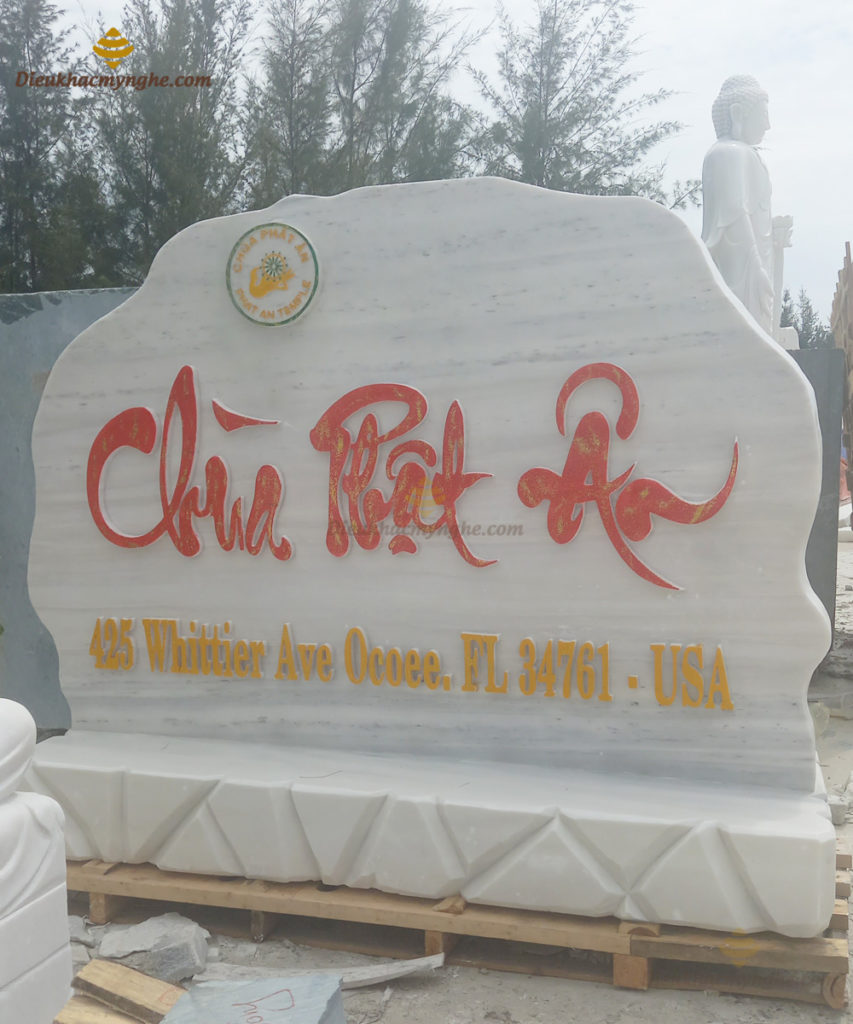 Dieukhacmynghe.com
CHÙA PHẬT ÂN
PHAT AN TEMPLE
Chùa Phật Ân
Dieukhacmynghe.com
425 Whittier Ave Ocoee. FL 34761 - USA